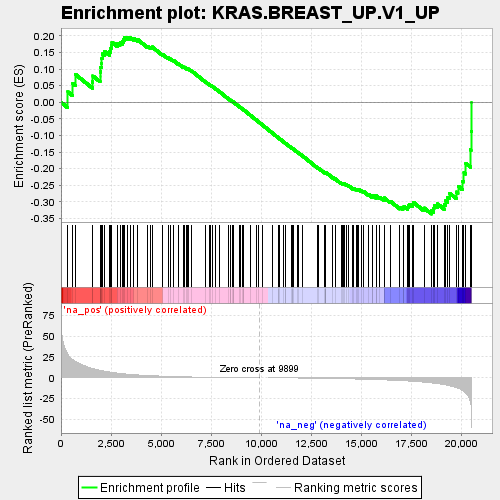 Enrichment plot: KRAS.BREAST_UP.V1_UP
Enrichment score (ES)
0.20
0.15
0.10
0.05
0.00
-0.05
-0.10
-0.15
-0.20
-0.25
-0.30
-0.35
'na_pos' (positively correlated)
Ranked list metric (PreRanked)
75
50
25
0
-25
-50
Zero cross at 9899
'na_neg' (negatively correlated)
0
2,500
5,000
7,500
10,000
12,500
15,000
17,500
20,000
Rank in Ordered Dataset
Enrichment profile
Hits
Ranking metric scores